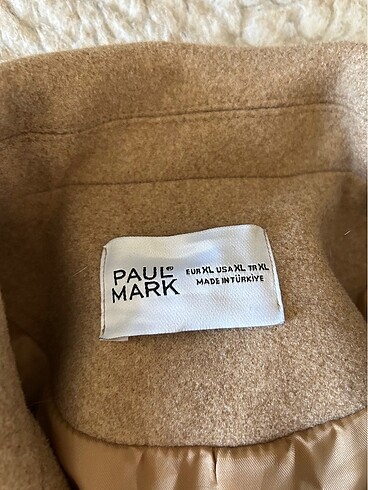 PAUL®
MARK
EUR XL USA XL TR XL
MADE IN TÜRKİYE